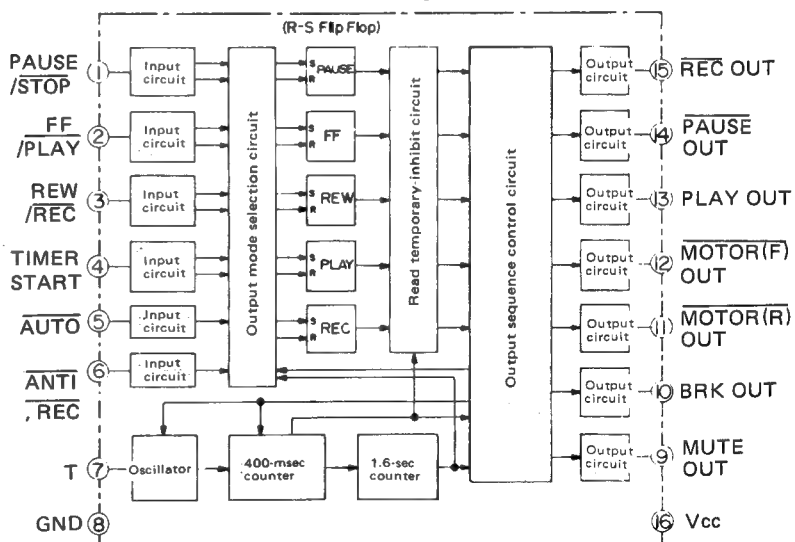 (R-S Flip Flop)
PAUSE
/STOP
1
Input
circuit
S
R
PAUSE
Output
circuit
15
REC OUT
FF
/PLAY
2
Input
circuit
S
R
FF
Output
circuit
14
PAUSE
OUT
REW
/REC
3
Input
circuit
S
R
REW
Output
circuit
13
PLAY OUT
TIMER
START
4
Input
circuit
S
R
PLAY
Output
circuit
12
MOTOR(F)
OUT
AUTO
5
Input
circuit
S
R
REC
Output
circuit
11
MOTOR(R)
OUT
6
ANTI
, REC
Input
circuit
Output
circuit
10
BRK OUT
Output mode selection circuit
Read temporary-inhibit circuit
Output sequence control circuit
T
7
Oscillator
400-msec
counter
1.6-sec
counter
Output
circuit
9
MUTE
OUT
GND
8
16
Vcc